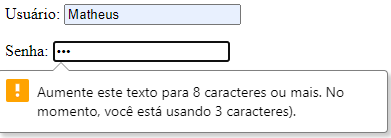 Usuário: Matheus
Senha: •••
! Aumente este texto para 8 caracteres ou mais. No
momento, você está usando 3 caracteres).